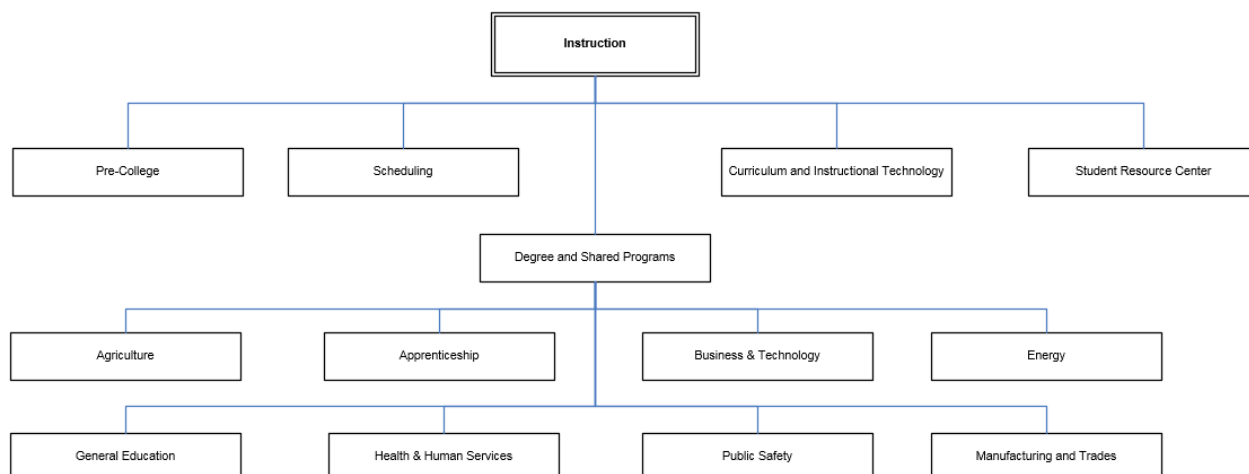 Instruction
Pre-College
Scheduling
Curriculum and Instructional Technology
Student Resource Center
Degree and Shared Programs
Agriculture
Apprenticeship
Business & Technology
Energy
General Education
Health & Human Services
Public Safety
Manufacturing and Trades